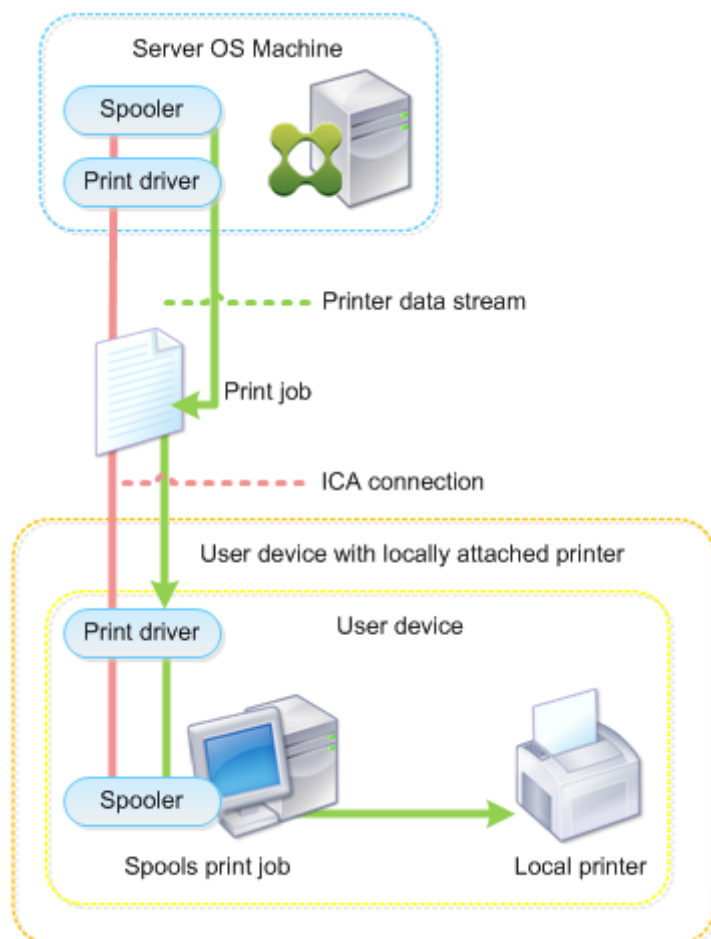 Server OS Machine
Spooler
Print driver
Printer data stream
Print job
ICA connection
User device with locally attached printer
Print driver
User device
Spooler
Spools print job
Local printer